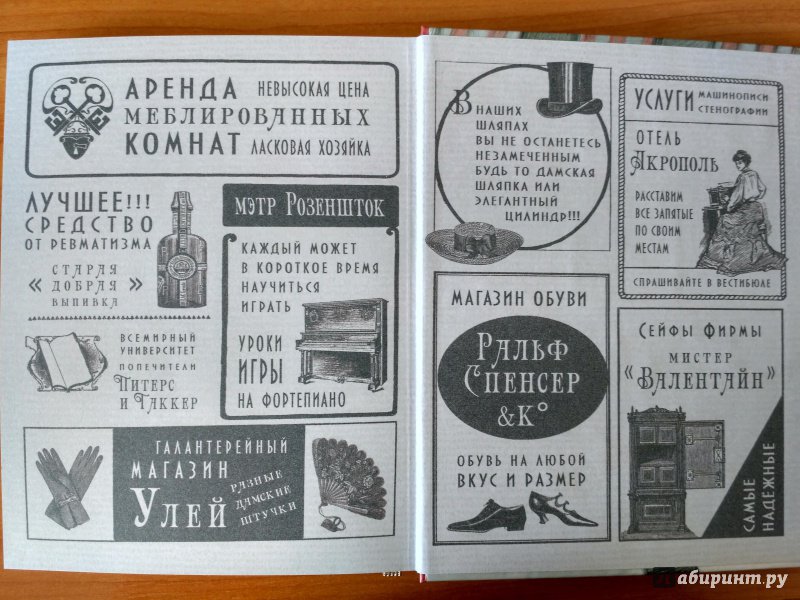 АРЕНДА НЕВЫСОКАЯ ЦЕНА
МЕБЛИРОВАННЫХ
КОМНАТ ЛАСКОВАЯ ХОЗЯЙКА
ЛУЧШЕЕ!!!
СРЕДСТВО
ОТ РЕВМАТИЗМА
СТАРАЯ
« ДОБРАЯ »
ВЫПИВКА
МЭТР РОЗЕНШТОК
КАЖДЫЙ МОЖЕТ
В КОРОТКОЕ ВРЕМЯ
НАУЧИТЬСЯ
ИГРАТЬ
УРОКИ
ИГРЫ
НА ФОРТЕПИАНО
ВСЕМИРНЫЙ
УНИВЕРСИТЕТ
ПОПЕЧИТЕЛИ
ПИТЕРС
И ТАККЕР
ГАЛАНТЕРЕЙНЫЙ
МАГАЗИН
УЛЕЙ
РАЗНЫЕ
ДАМСКИЕ
ШТУЧКИ
В НАШИХ
ШЛЯПАХ
ВЫ НЕ ОСТАНЕТЕСЬ
НЕЗАМЕЧЕННЫМ
БУДЬ ТО ДАМСКАЯ
ШЛЯПКА ИЛИ
ЭЛЕГАНТНЫЙ
ЦИЛИНДР!!!
УСЛУГИ МАШИНОПИСИ
СТЕНОГРАФИИ
ОТЕЛЬ
АКРОПОЛЬ
РАССТАВИМ
ВСЕ ЗАПЯТЫЕ
ПО СВОИМ
МЕСТАМ
СПРАШИВАЙТЕ В ВЕСТИБЮЛЕ
МАГАЗИН ОБУВИ
РАЛЬФ
СПЕНСЕР
&К°
ОБУВЬ НА ЛЮБОЙ
ВКУС И РАЗМЕР
СЕЙФЫ ФИРМЫ
МИСТЕР
«ВАЛЕНТАЙН»
САМЫЕ
НАДЕЖНЫЕ
Лабиринт.ру